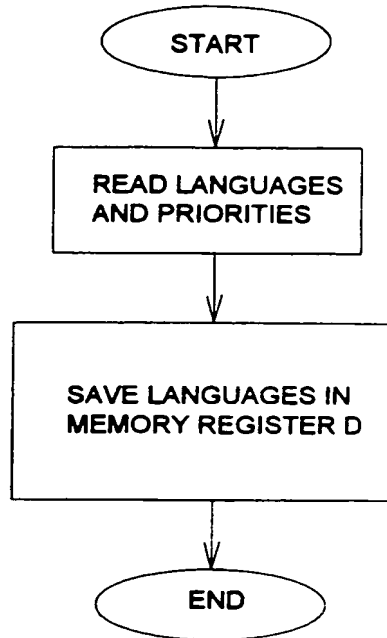 START
READ LANGUAGES
AND PRIORITIES
SAVE LANGUAGES IN
MEMORY REGISTER D
END